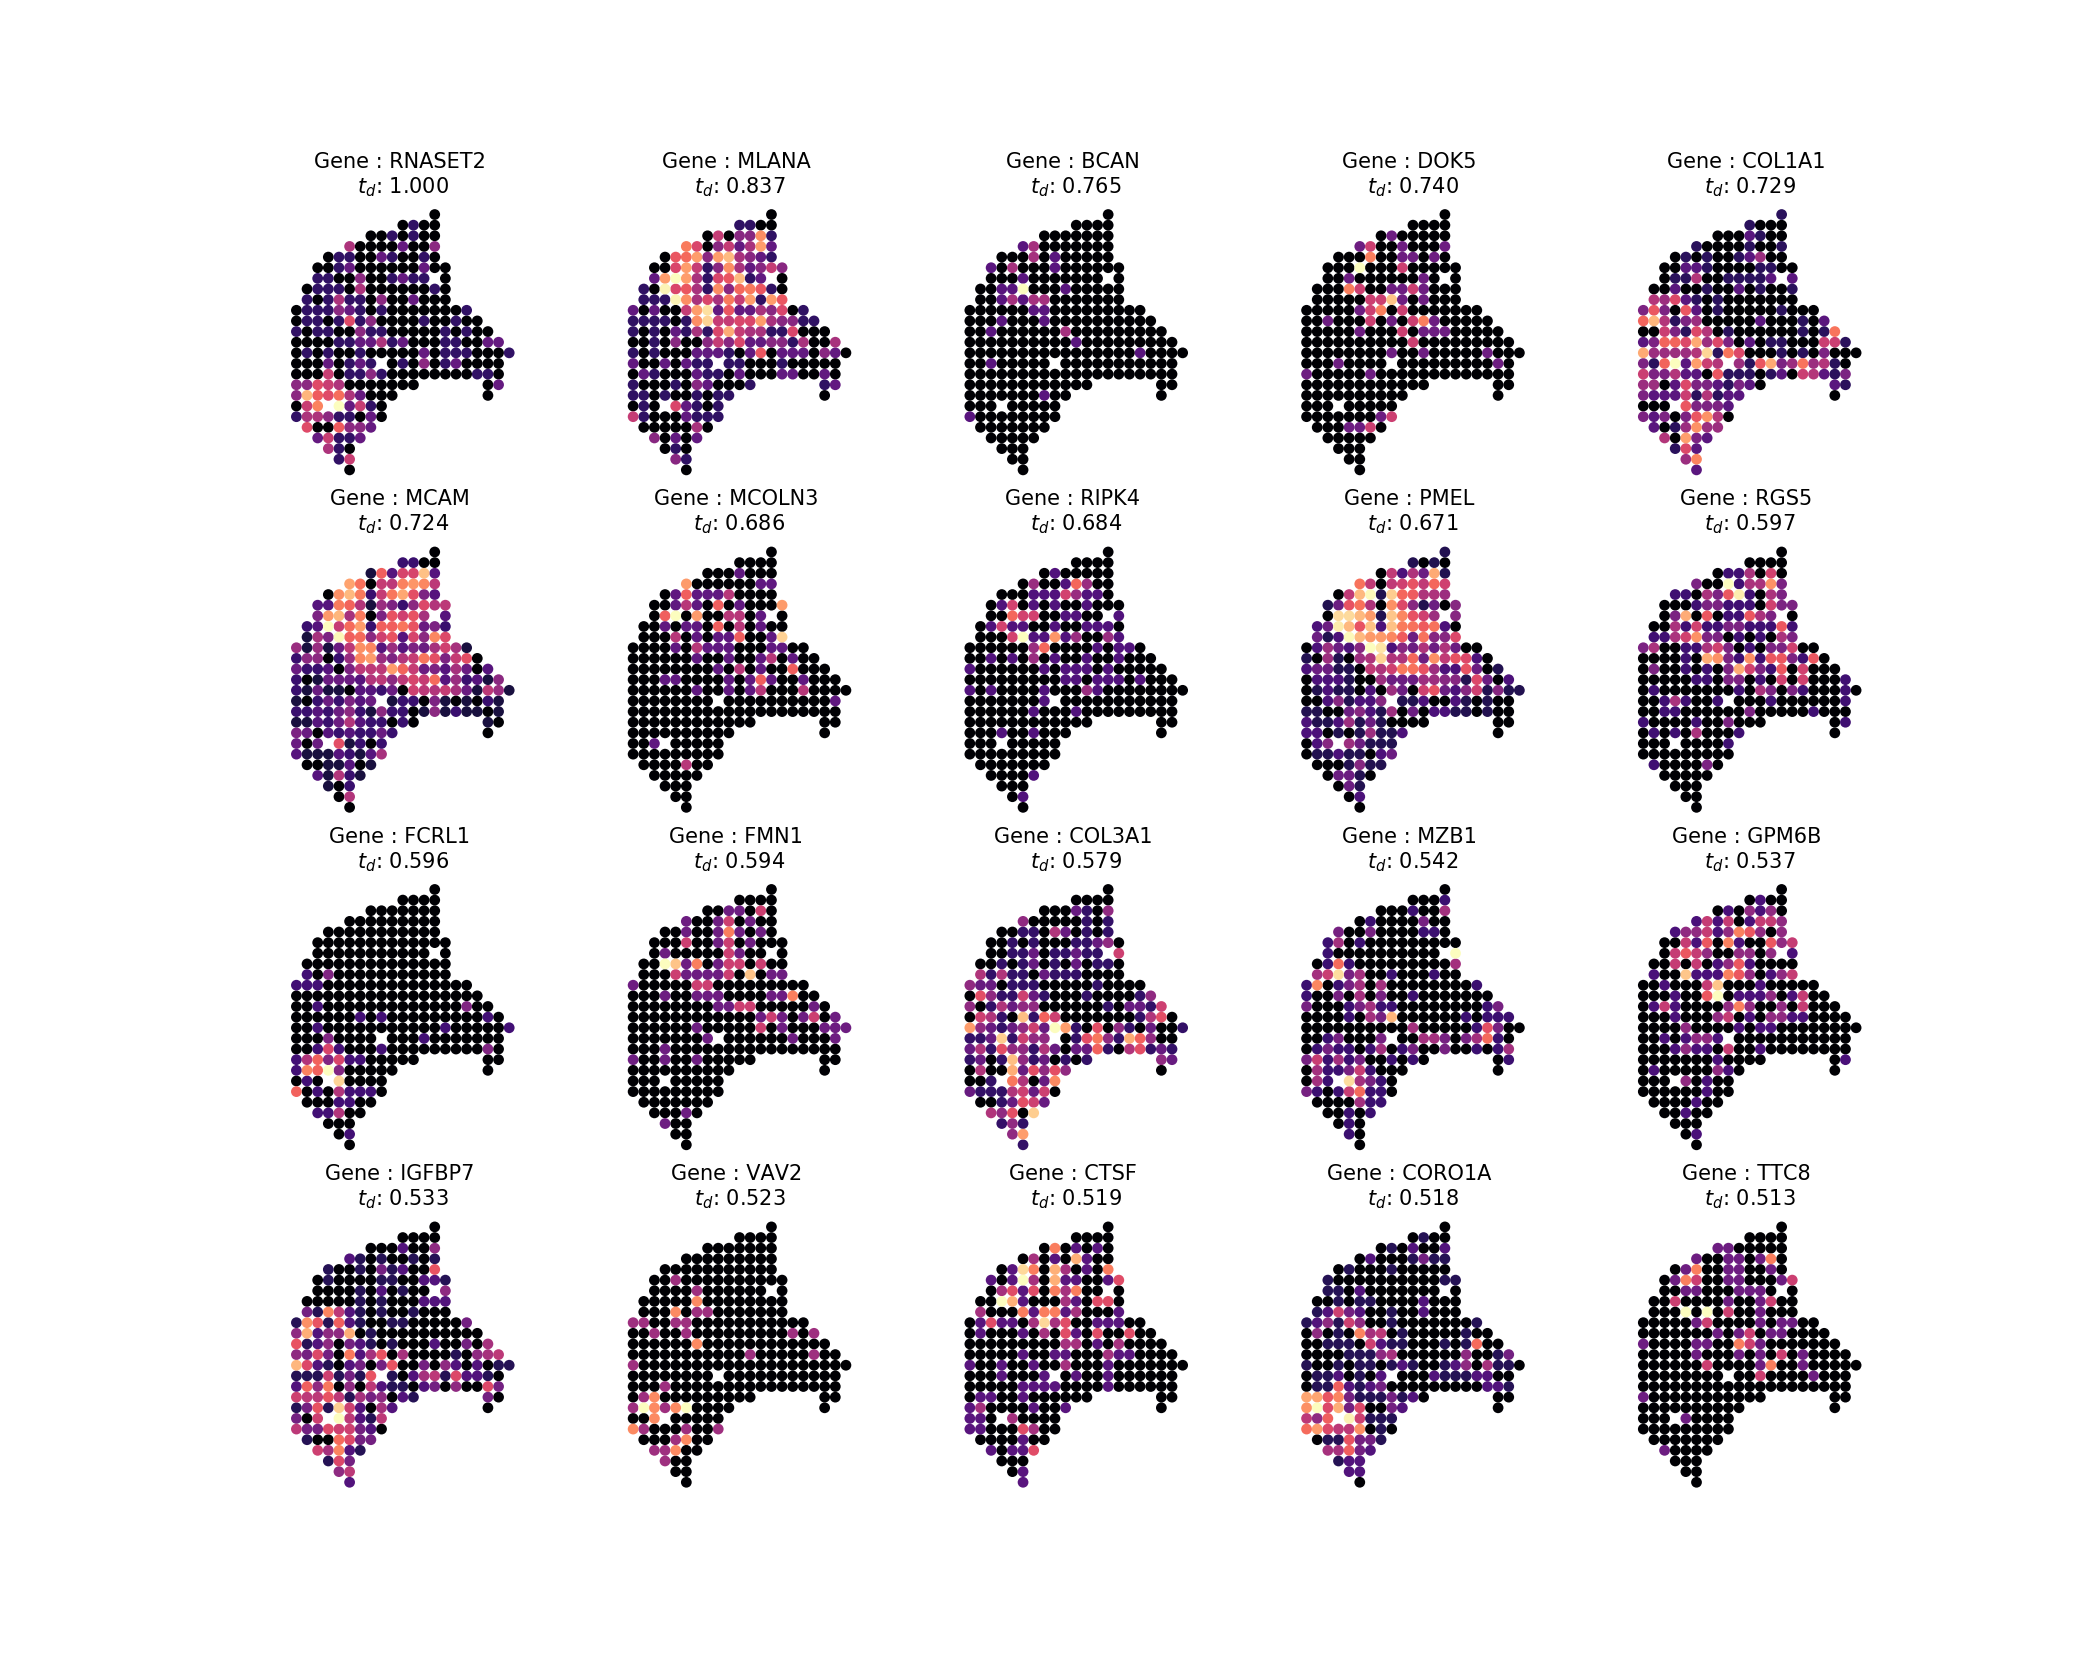 Gene : RNASET2
t_d: 1.000
Gene : MLANA
t_d: 0.837
Gene : BCAN
t_d: 0.765
Gene : DOK5
t_d: 0.740
Gene : COL1A1
t_d: 0.729
Gene : MCAM
t_d: 0.724
Gene : MCOLN3
t_d: 0.686
Gene : RIPK4
t_d: 0.684
Gene : PMEL
t_d: 0.671
Gene : RGS5
t_d: 0.597
Gene : FCRL1
t_d: 0.596
Gene : FMN1
t_d: 0.594
Gene : COL3A1
t_d: 0.579
Gene : MZB1
t_d: 0.542
Gene : GPM6B
t_d: 0.537
Gene : IGFBP7
t_d: 0.533
Gene : VAV2
t_d: 0.523
Gene : CTSF
t_d: 0.519
Gene : CORO1A
t_d: 0.518
Gene : TTC8
t_d: 0.513